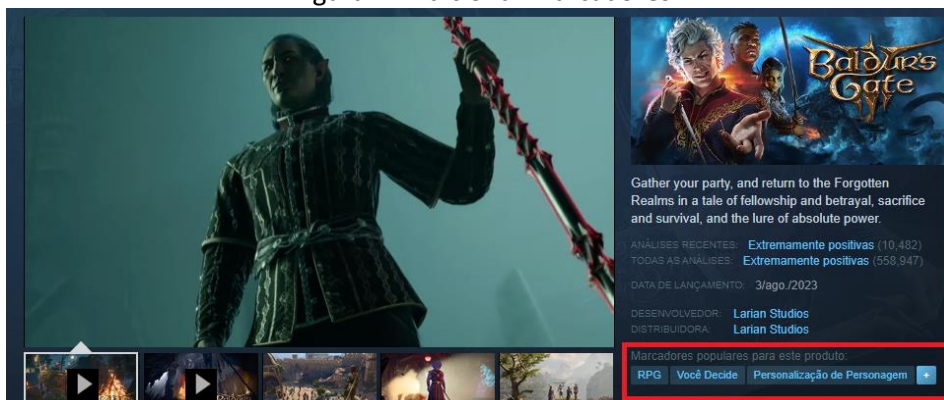 Baldur's
Gate
Gather your party, and return to the Forgotten
Realms in a tale of fellowship and betrayal, sacrifice
and survival, and the lure of absolute power.
ANÁLISES RECENTES: Extremamente positivas (10,482)
TODAS AS ANÁLISES: Extremamente positivas (558,947)
DATA DE LANÇAMENTO: 3/ago./2023
DESENVOLVEDOR: Larian Studios
DISTRIBUIDORA: Larian Studios
Marcadores populares para este produto:
RPG Você Decide Personalização de Personagem +